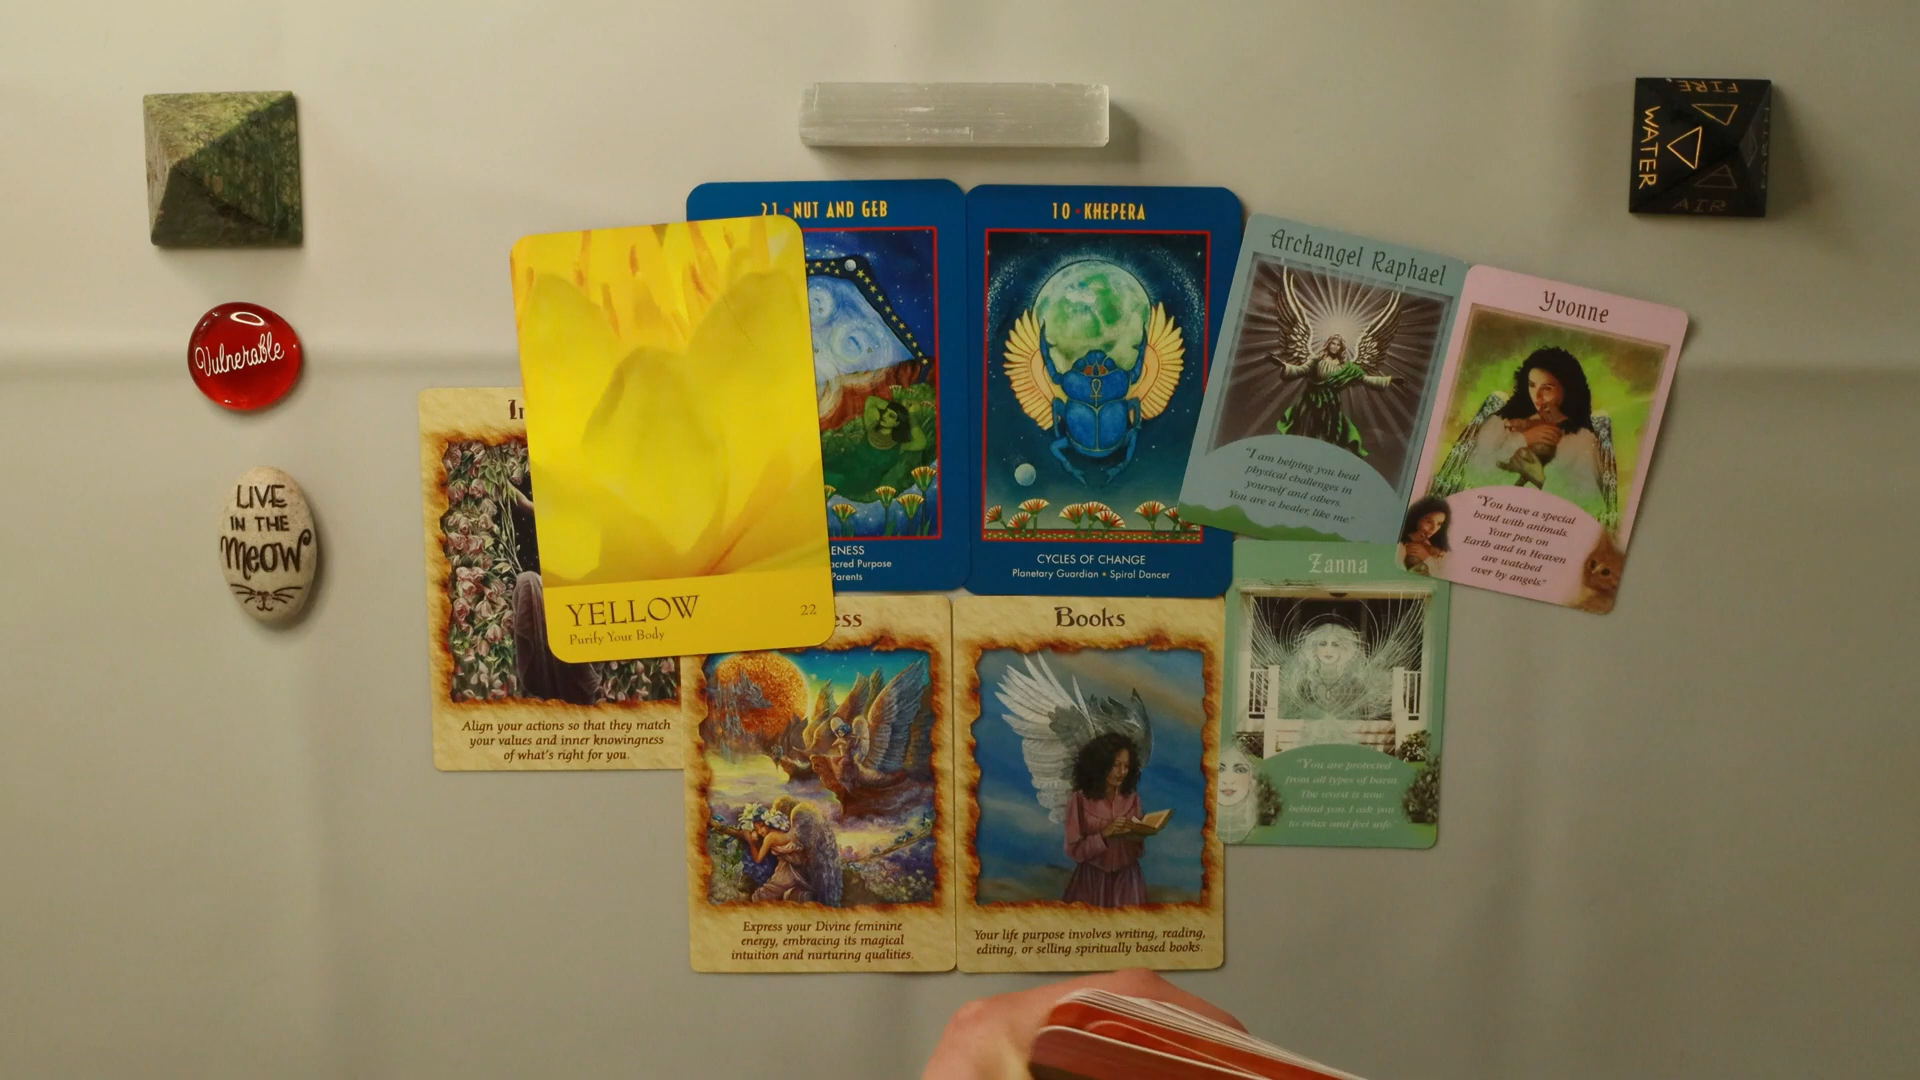 FIRE
WATER
AIR
EARTH
Vulnerable
LIVE
IN THE
MEOW
21 • NUT AND GEB
ENESS
acred Purpose
Parents
10 • KHEPERA
CYCLES OF CHANGE
Planetary Guardian • Spiral Dancer
Archangel Raphael
"I am helping you heal
physical challenges in
yourself and others.
You are a healer, like me."
Yvonne
"You have a special
bond with animals.
Your pets on
Earth and in Heaven
are watched
over by angels."
YELLOW
22
Purify Your Body
In
Align your actions so that they match
your values and inner knowingness
of what's right for you.
ess
Express your Divine feminine
energy, embracing its magical
intuition and nurturing qualities.
Books
Your life purpose involves writing, reading,
editing, or selling spiritually based books.
Zanna
"You are protected
from all types of harm.
The worst is now
behind you. I ask you
to relax and feel safe."